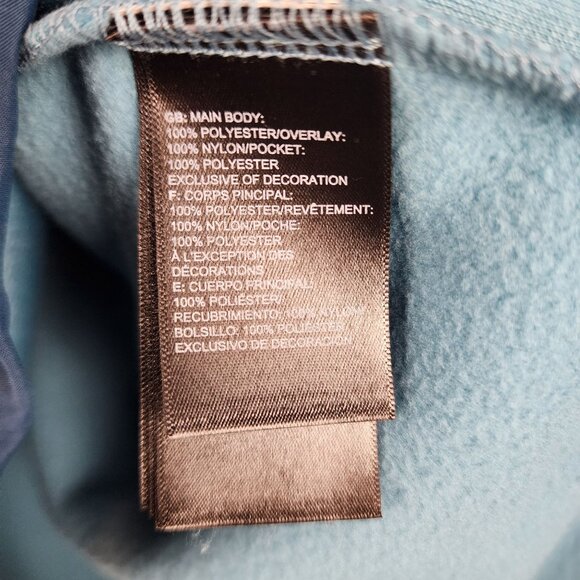 GB: MAIN BODY:
100% POLYESTER/OVERLAY:
100% NYLON/POCKET:
100% POLYESTER
EXCLUSIVE OF DECORATION
F: CORPS PINCIPAL:
100% POLYESTER/REVÊTEMENT:
100% NYLON/POCHE:
100% POLYESTER
À L'EXCEPTION DES
DÉCORATIONS
E: CUERPO PRINCIPAL:
100% POLIÉSTER/
RECUBRIMIENTO: 100% NYLON/
BOLSILLO: 100% POLIÉSTER
EXCLUSIVO DE DECORACIÓN